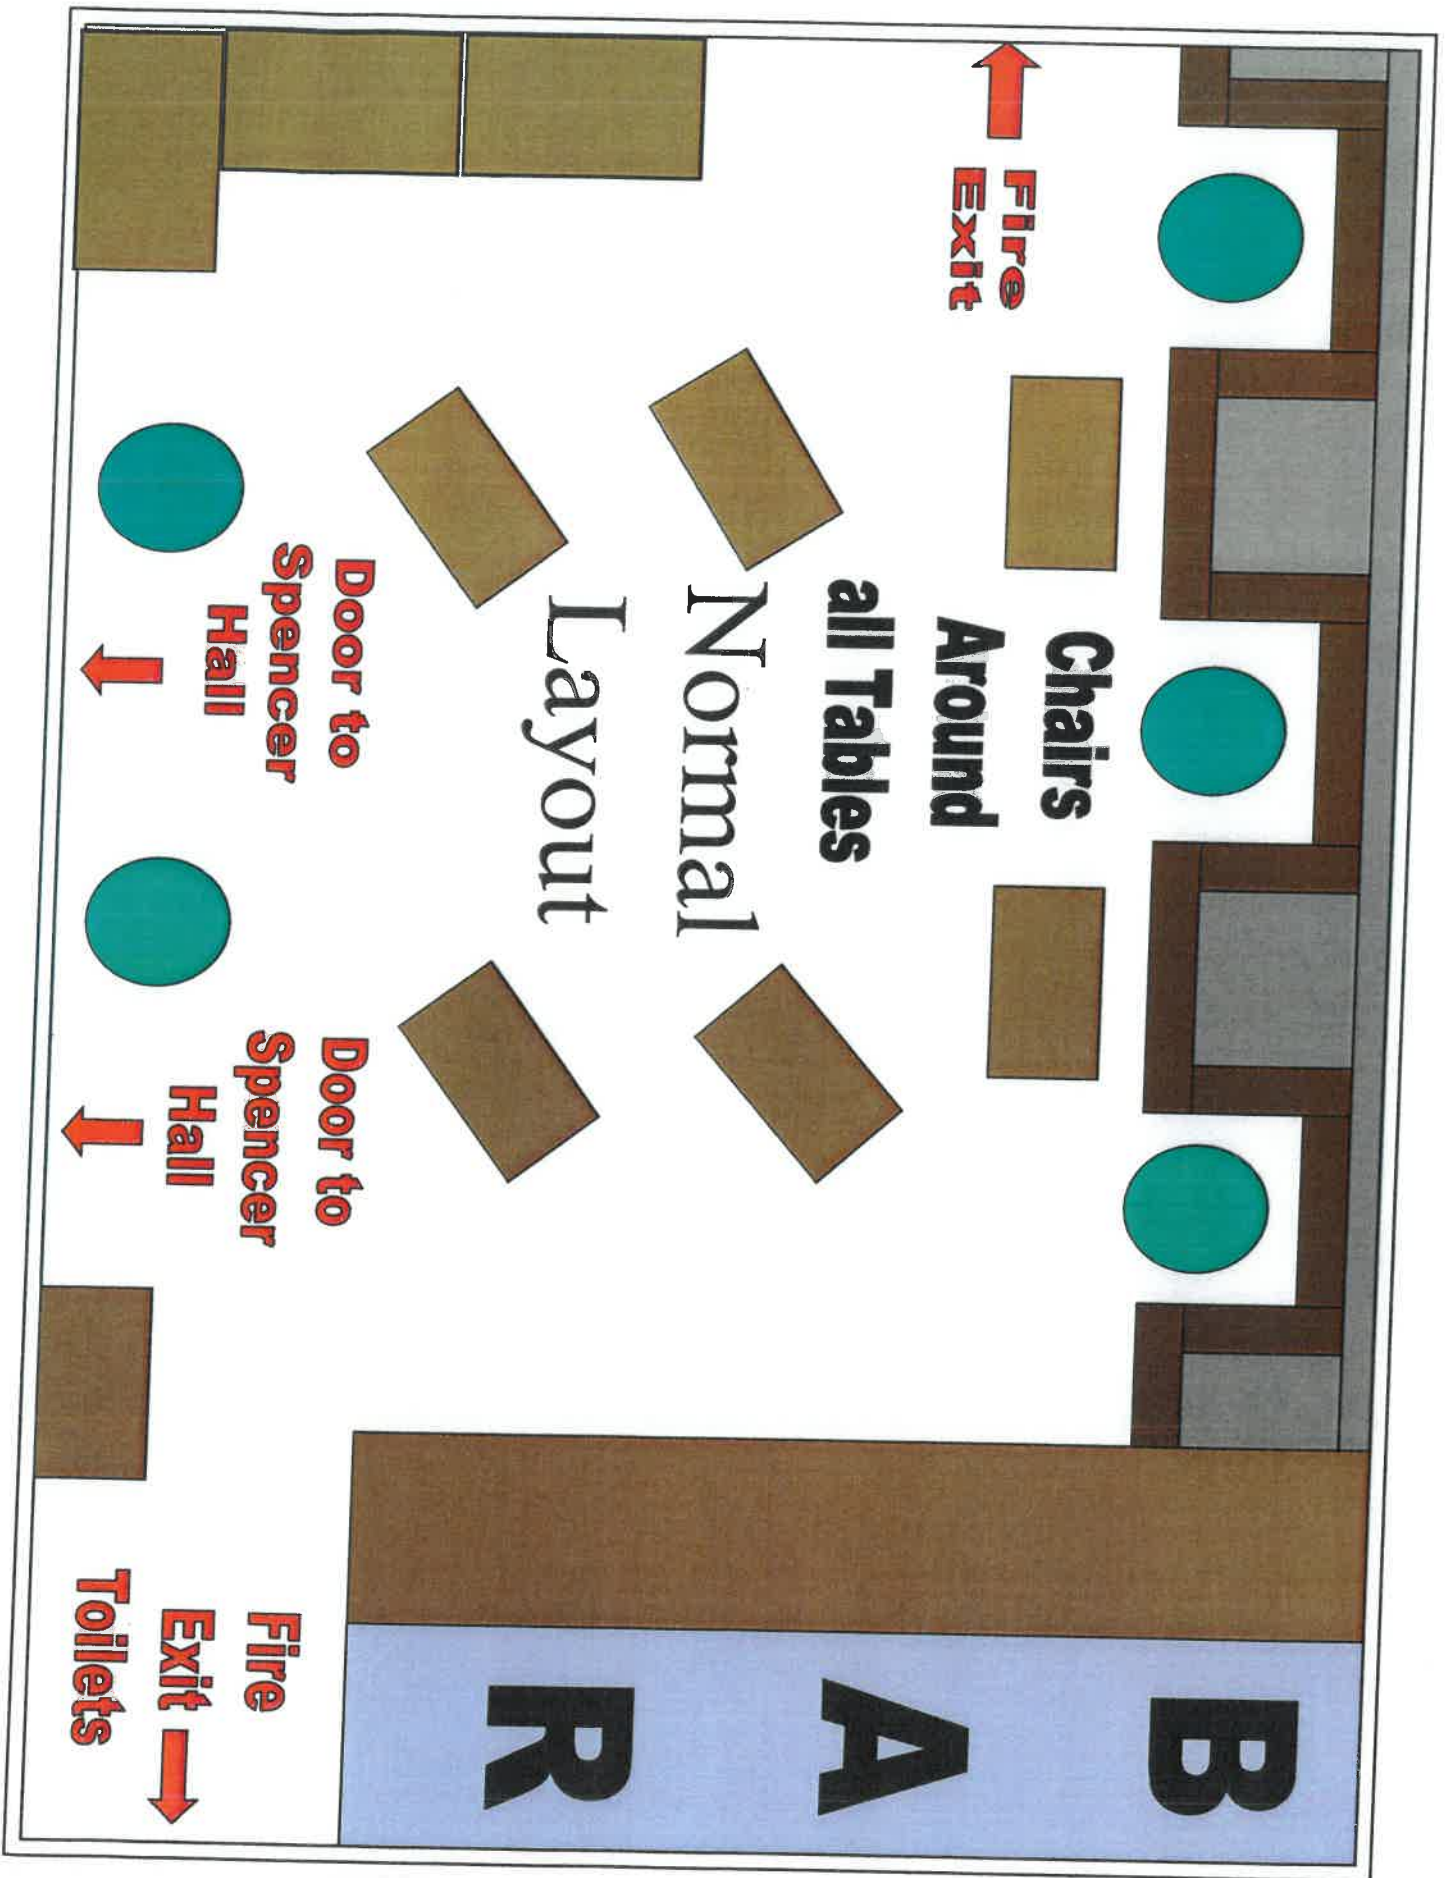 Fire
Exit
Chairs
Around
all Tables
Normal
Layout
Door to
Spencer
Hall
Door to
Spencer
Hall
B
A
R
Fire
Exit
Toilets